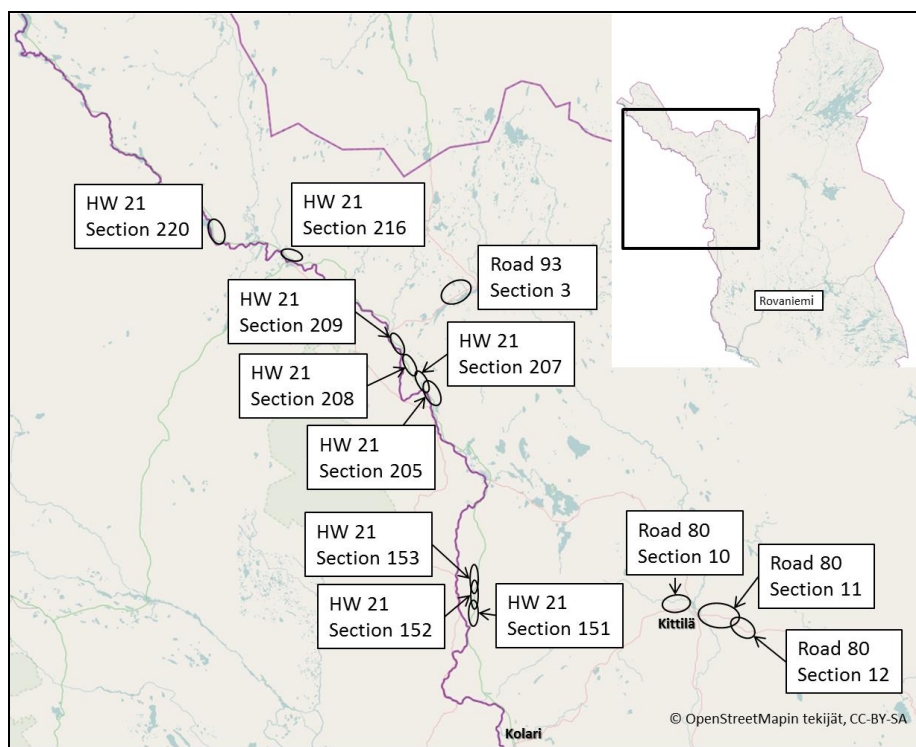 HW 21
Section 220
HW 21
Section 216
Road 93
Section 3
HW 21
Section 209
HW 21
Section 207
HW 21
Section 208
HW 21
Section 205
HW 21
Section 153
HW 21
Section 152
HW 21
Section 151
Road 80
Section 10
Road 80
Section 11
Road 80
Section 12
Kittilä
Kolari
Rovaniemi
© OpenStreetMapin tekijät, CC-BY-SA